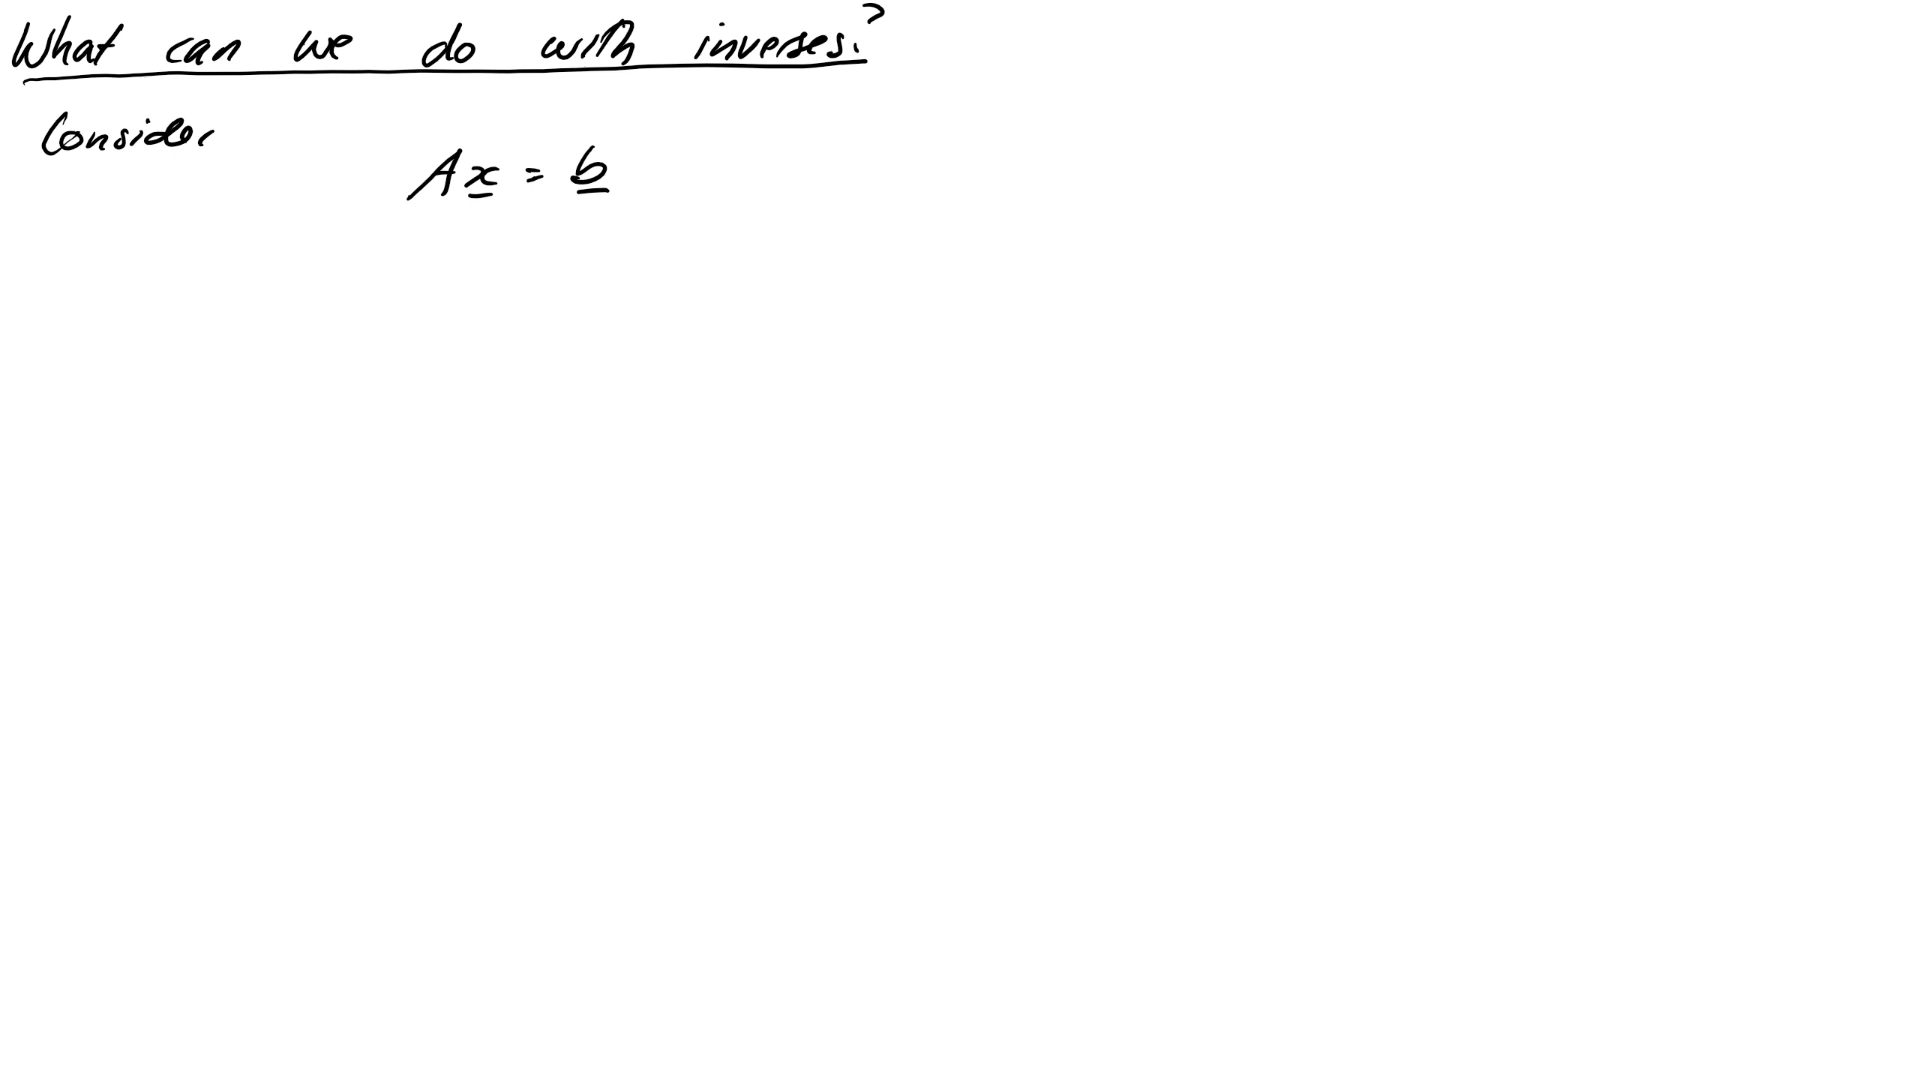 What can we do with inverses?
Consider
Ax = b